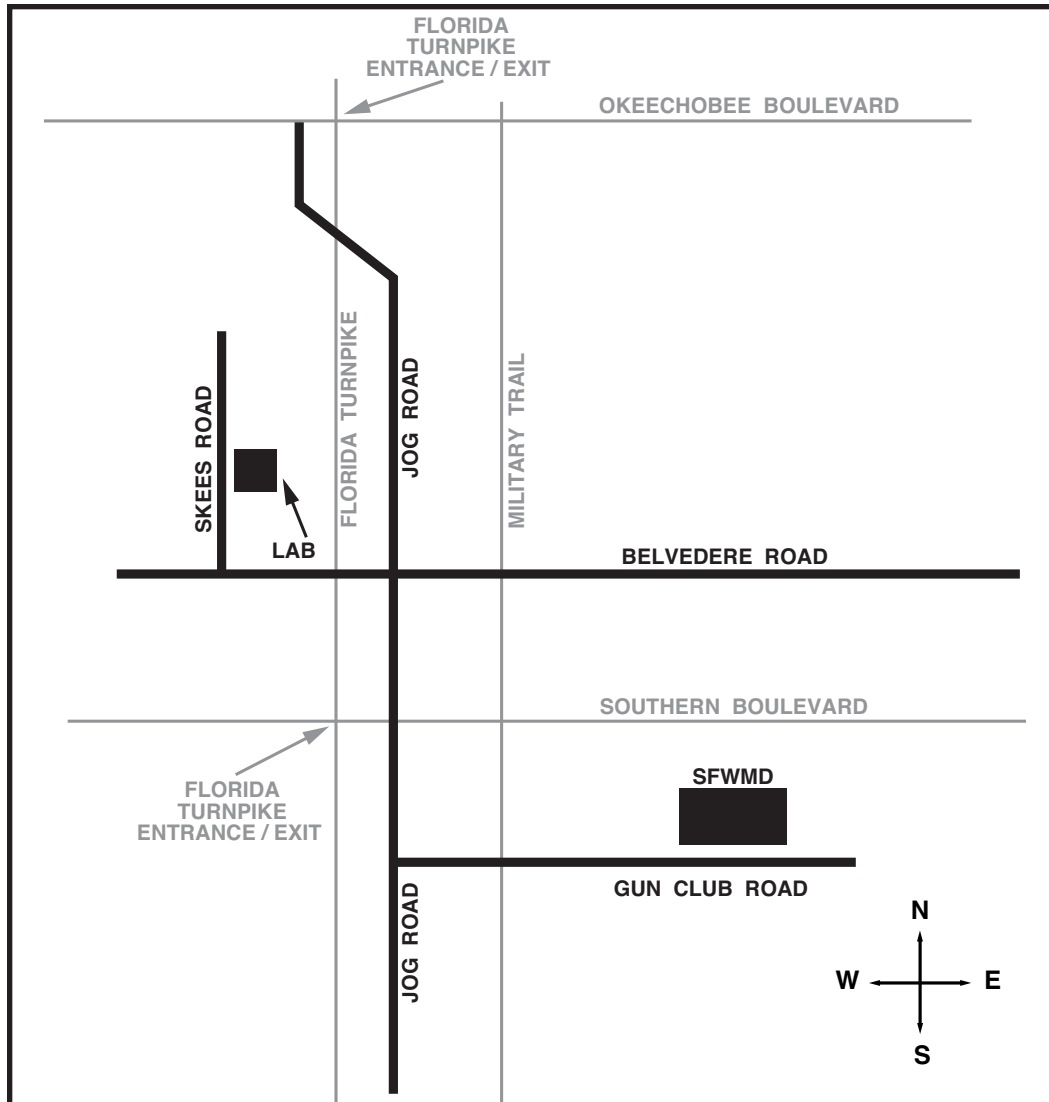 FLORIDA
TURNPIKE
ENTRANCE / EXIT
OKEECHOBEE BOULEVARD
SKEES ROAD
FLORIDA TURNPIKE
JOG ROAD
MILITARY TRAIL
LAB
BELVEDERE ROAD
SOUTHERN BOULEVARD
FLORIDA
TURNPIKE
ENTRANCE / EXIT
SFWMD
GUN CLUB ROAD
JOG ROAD
N
W
E
S